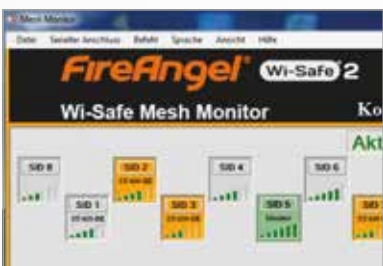 Mesh Monitor
Datei Serieller Anschluss Befehl Sprache Ansicht Hilfe
FireAngel Wi-Safe 2
Wi-Safe Mesh Monitor Ko
Akt
SID 8 SID 2 SID 4 SID 6
SID 1 SID 3 SID 5